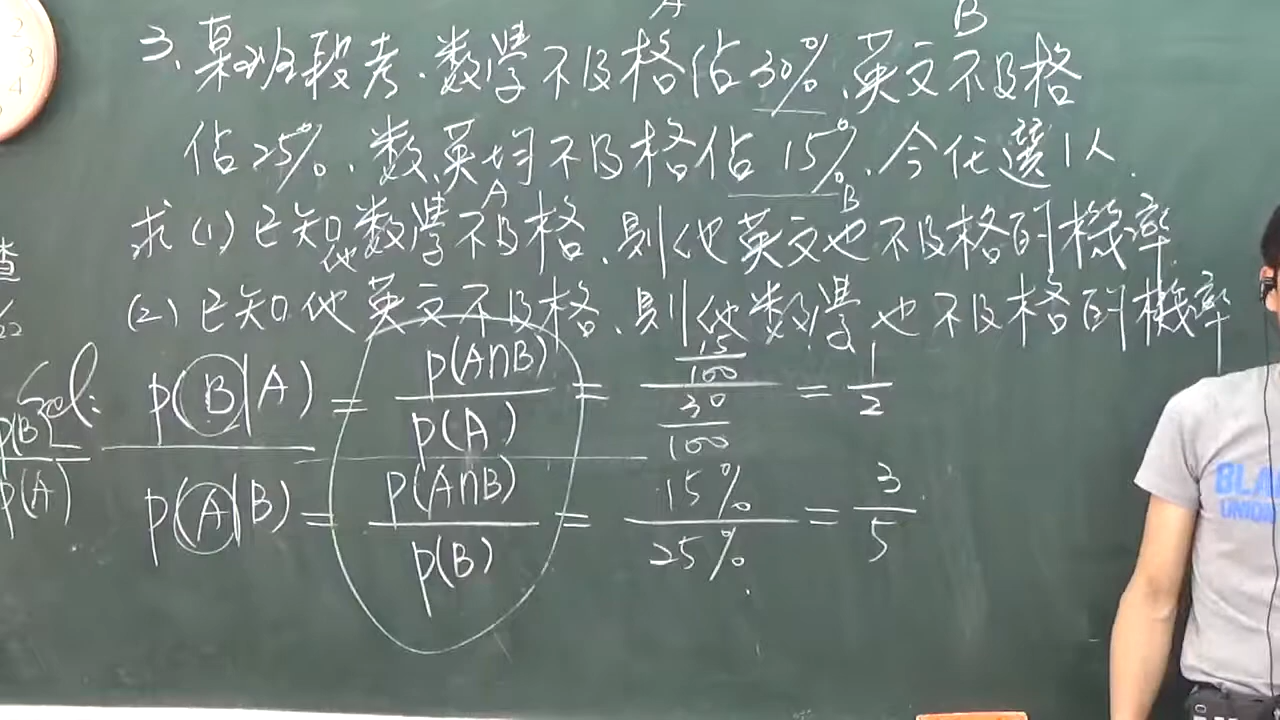 A B
3. 某班段考.數學不及格佔30%、英文不及格
佔25%、數英均不及格佔15%、今任選1人.
A B
求(1)已知他數學不及格、則他英文也不及格的機率
(2)已知他英文不及格、則他數學也不及格的機率
Sol: p(B|A) = p(A∩B)/p(A) = (15/100)/(30/100) = 1/2
p(A|B) = p(A∩B)/p(B) = 15%/25% = 3/5
p(B)/p(A)
查
BLA
UNION